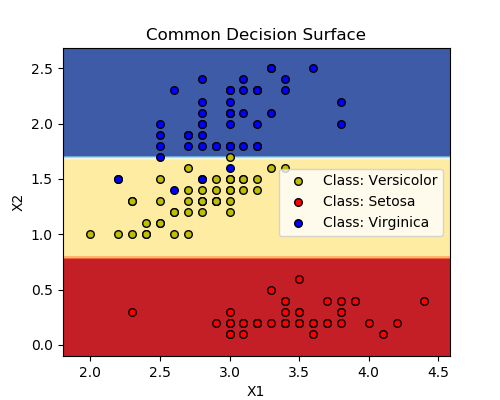 Common Decision Surface
2.5
2.0
1.5
1.0
0.5
0.0
X2
Class: Versicolor
Class: Setosa
Class: Virginica
2.0 2.5 3.0 3.5 4.0 4.5
X1